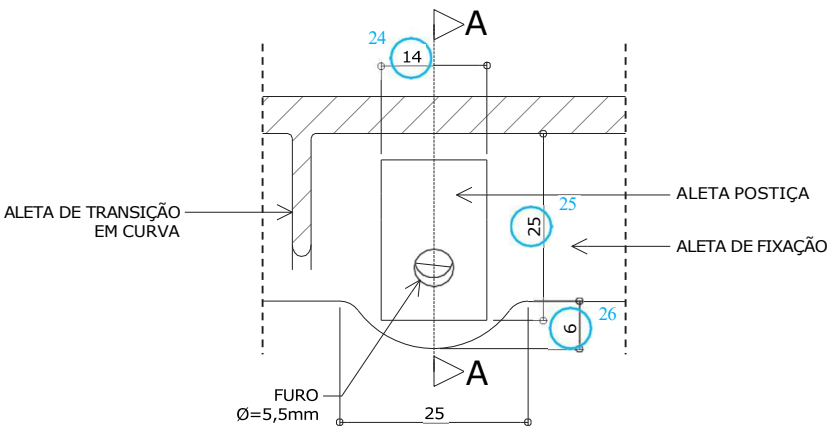 A
24
14
ALETA DE TRANSIÇÃO
EM CURVA
25
25
ALETA POSTIÇA
ALETA DE FIXAÇÃO
26
6
A
FURO
Ø=5,5mm
25